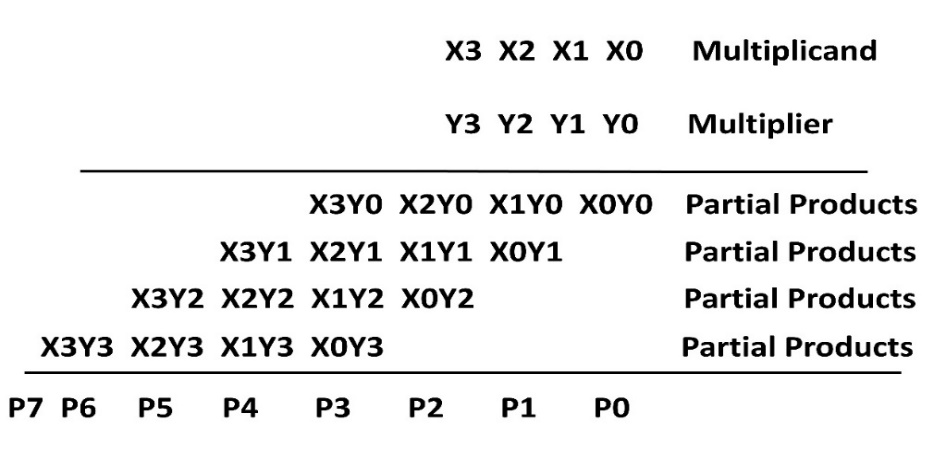 X3 X2 X1 X0 Multiplicand
Y3 Y2 Y1 Y0 Multiplier
X3Y0 X2Y0 X1Y0 X0Y0 Partial Products
X3Y1 X2Y1 X1Y1 X0Y1 Partial Products
X3Y2 X2Y2 X1Y2 X0Y2 Partial Products
X3Y3 X2Y3 X1Y3 X0Y3 Partial Products
P7 P6 P5 P4 P3 P2 P1 P0